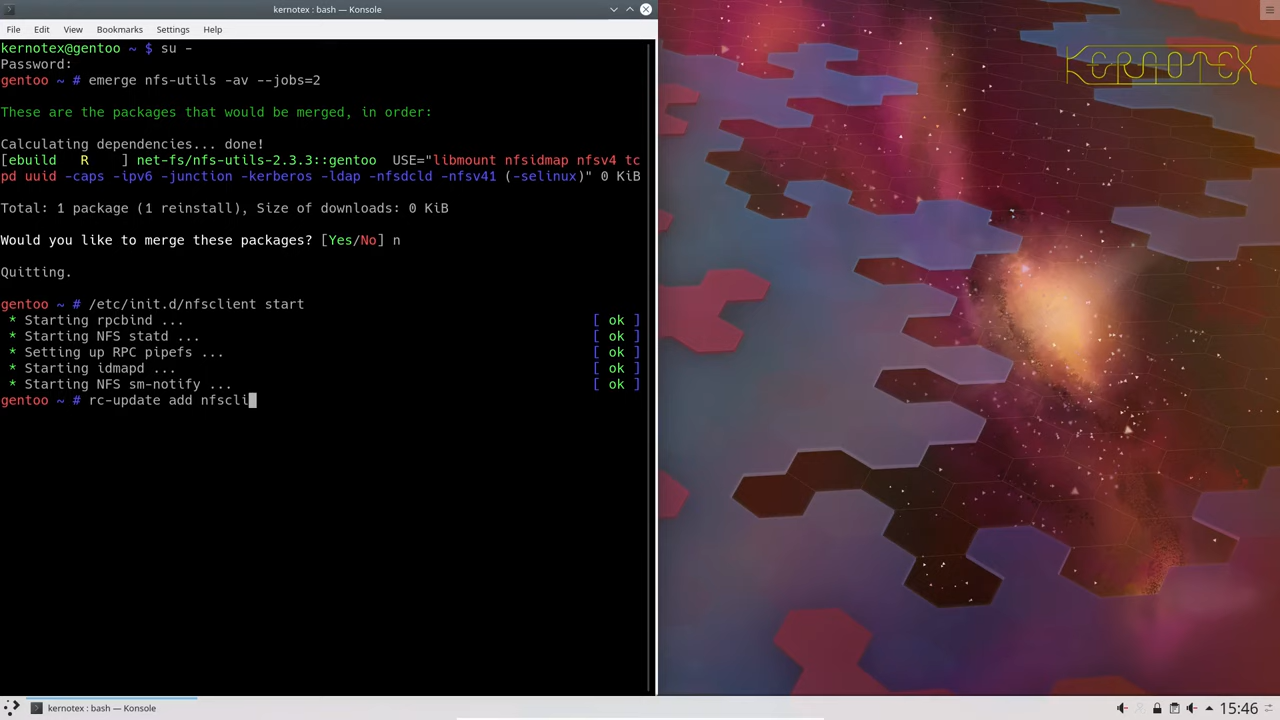 kernotex : bash — Konsole
File Edit View Bookmarks Settings Help
kernotex@gentoo ~ $ su -
Password:
gentoo ~ # emerge nfs-utils -av --jobs=2
These are the packages that would be merged, in order:
Calculating dependencies... done!
[ebuild   R    ] net-fs/nfs-utils-2.3.3::gentoo  USE="libmount nfsidmap nfsv4 tc
pd uuid -caps -ipv6 -junction -kerberos -ldap -nfsdcld -nfsv41 (-selinux)" 0 KiB
Total: 1 package (1 reinstall), Size of downloads: 0 KiB
Would you like to merge these packages? [Yes/No] n
Quitting.
gentoo ~ # /etc/init.d/nfsclient start
* Starting rpcbind ... [ ok ]
* Starting NFS statd ... [ ok ]
* Setting up RPC pipefs ... [ ok ]
* Starting idmapd ... [ ok ]
* Starting NFS sm-notify ... [ ok ]
gentoo ~ # rc-update add nfscli
KERNOTEX
kernotex : bash — Konsole
15:46